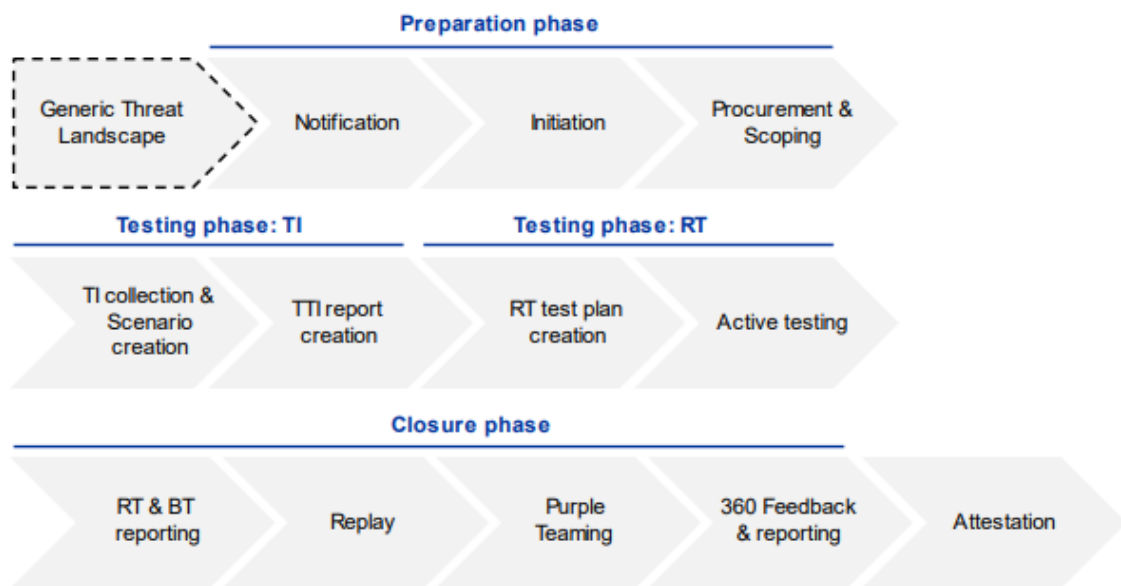 Preparation phase
Generic Threat
Landscape
Notification
Initiation
Procurement &
Scoping
Testing phase: TI
Testing phase: RT
TI collection &
Scenario
creation
TTI report
creation
RT test plan
creation
Active testing
Closure phase
RT & BT
reporting
Replay
Purple
Teaming
360 Feedback
& reporting
Attestation